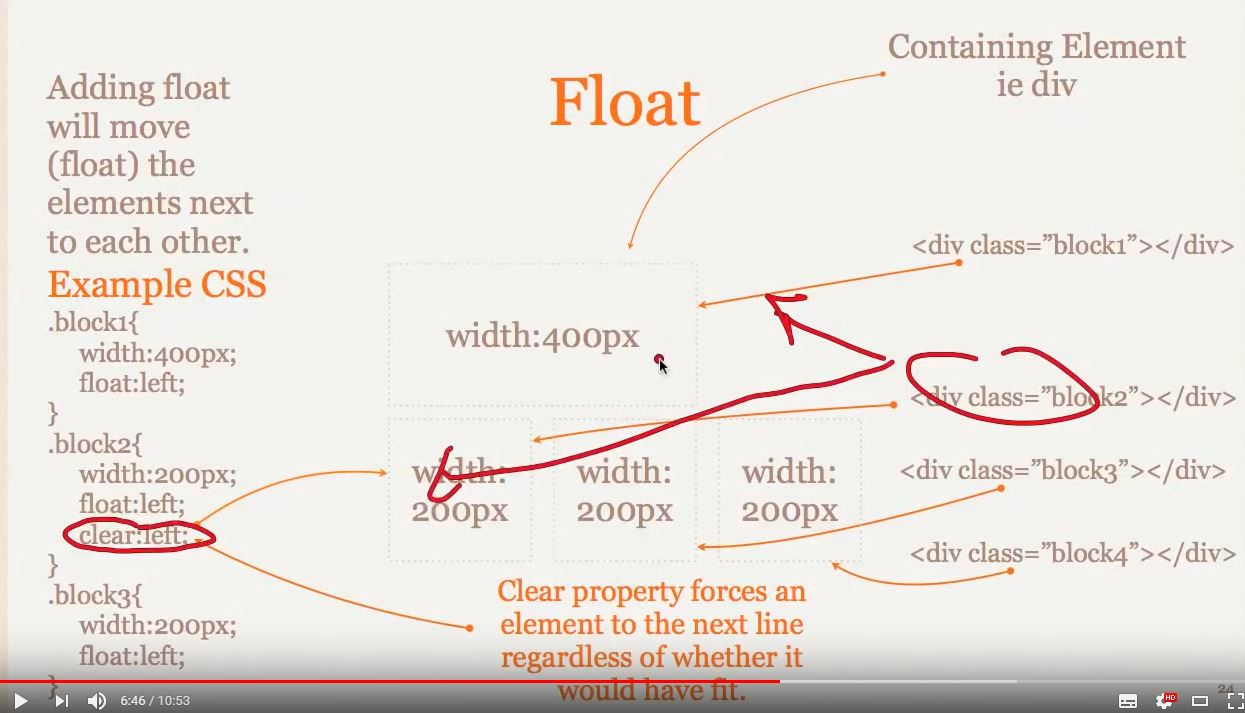 Adding float
will move
(float) the
elements next
to each other.
Example CSS
.block1{
width:400px;
float:left;
}
.block2{
width:200px;
float:left;
clear:left;
}
.block3{
width:200px;
float:left;
}
Float
Containing Element
ie div
width:400px
<div class=”block1”></div>
<div class=”block2”></div>
<div class=”block3”></div>
<div class=”block4”></div>
width:
200px
width:
200px
width:
200px
Clear property forces an
element to the next line
regardless of whether it
would have fit.
24
6:46 / 10:53
HD